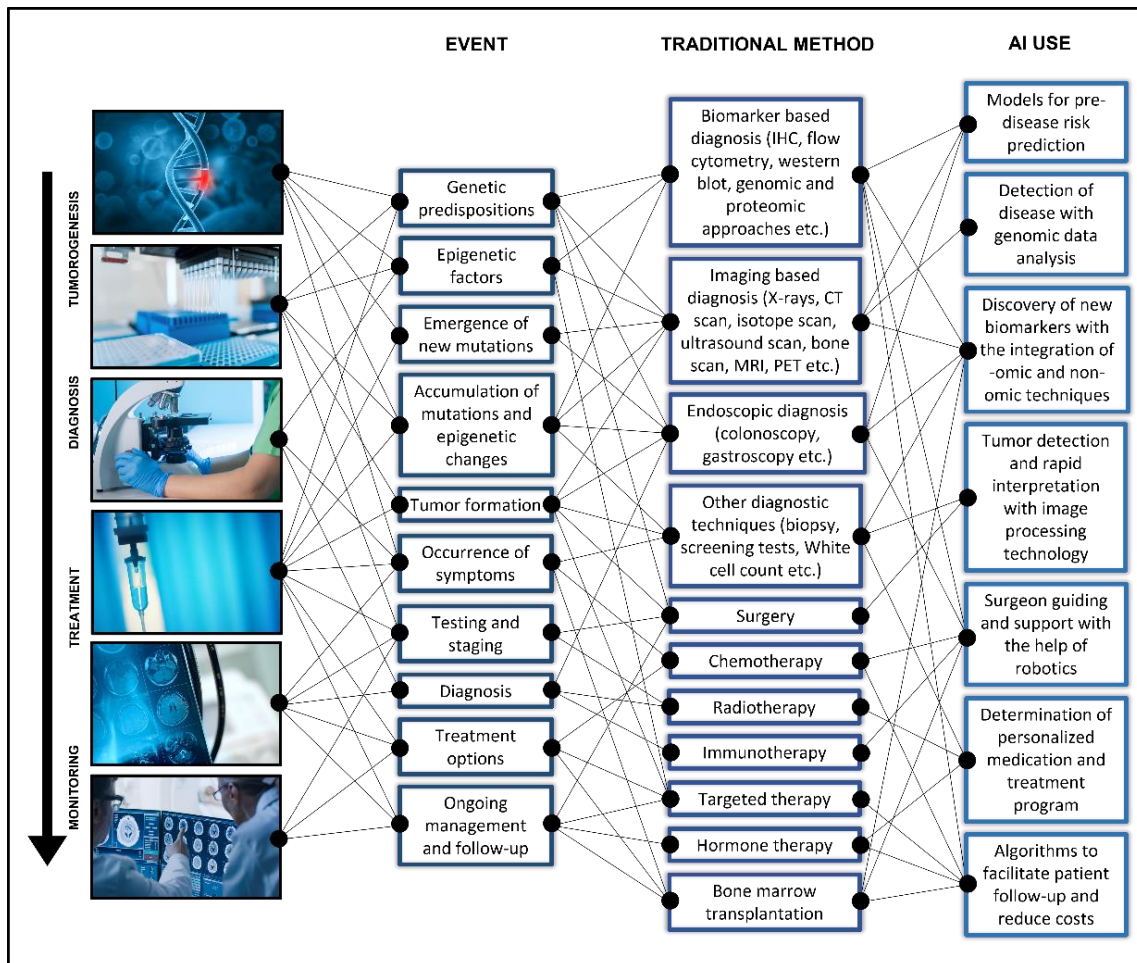 EVENT
TRADITIONAL METHOD
AI USE
TUMOROGENESIS
DIAGNOSIS
TREATMENT
MONITORING
Genetic
predispositions
Epigenetic
factors
Emergence of
new mutations
Accumulation of
mutations and
epigenetic
changes
Tumor formation
Occurrence of
symptoms
Testing and
staging
Diagnosis
Treatment
options
Ongoing
management
and follow-up
Biomarker based
diagnosis (IHC, flow
cytometry, western
blot, genomic and
proteomic
approaches etc.)
Imaging based
diagnosis (X-rays, CT
scan, isotope scan,
ultrasound scan, bone
scan, MRI, PET etc.)
Endoscopic diagnosis
(colonoscopy,
gastroscopy etc.)
Other diagnostic
techniques (biopsy,
screening tests, White
cell count etc.)
Surgery
Chemotherapy
Radiotherapy
Immunotherapy
Targeted therapy
Hormone therapy
Bone marrow
transplantation
Models for pre-
disease risk
prediction
Detection of
disease with
genomic data
analysis
Discovery of new
biomarkers with
the integration of
-omic and non-
omic techniques
Tumor detection
and rapid
interpretation
with image
processing
technology
Surgeon guiding
and support with
the help of
robotics
Determination of
personalized
medication and
treatment
program
Algorithms to
facilitate patient
follow-up and
reduce costs